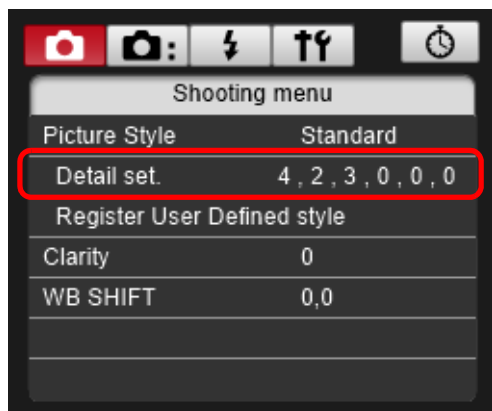 Shooting menu
Picture Style Standard
Detail set. 4 , 2 , 3 , 0 , 0 , 0
Register User Defined style
Clarity 0
WB SHIFT 0,0